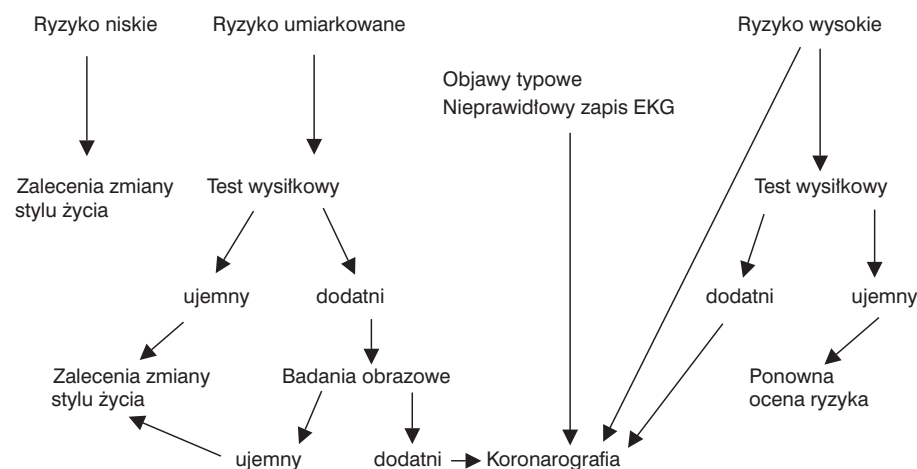 Ryzyko niskie
Ryzyko umiarkowane
Ryzyko wysokie
Objawy typowe
Nieprawidłowy zapis EKG
Zalecenia zmiany
stylu życia
Test wysiłkowy
Test wysiłkowy
ujemny
dodatni
dodatni
ujemny
Zalecenia zmiany
stylu życia
Badania obrazowe
Ponowna
ocena ryzyka
ujemny
dodatni
Koronarografia